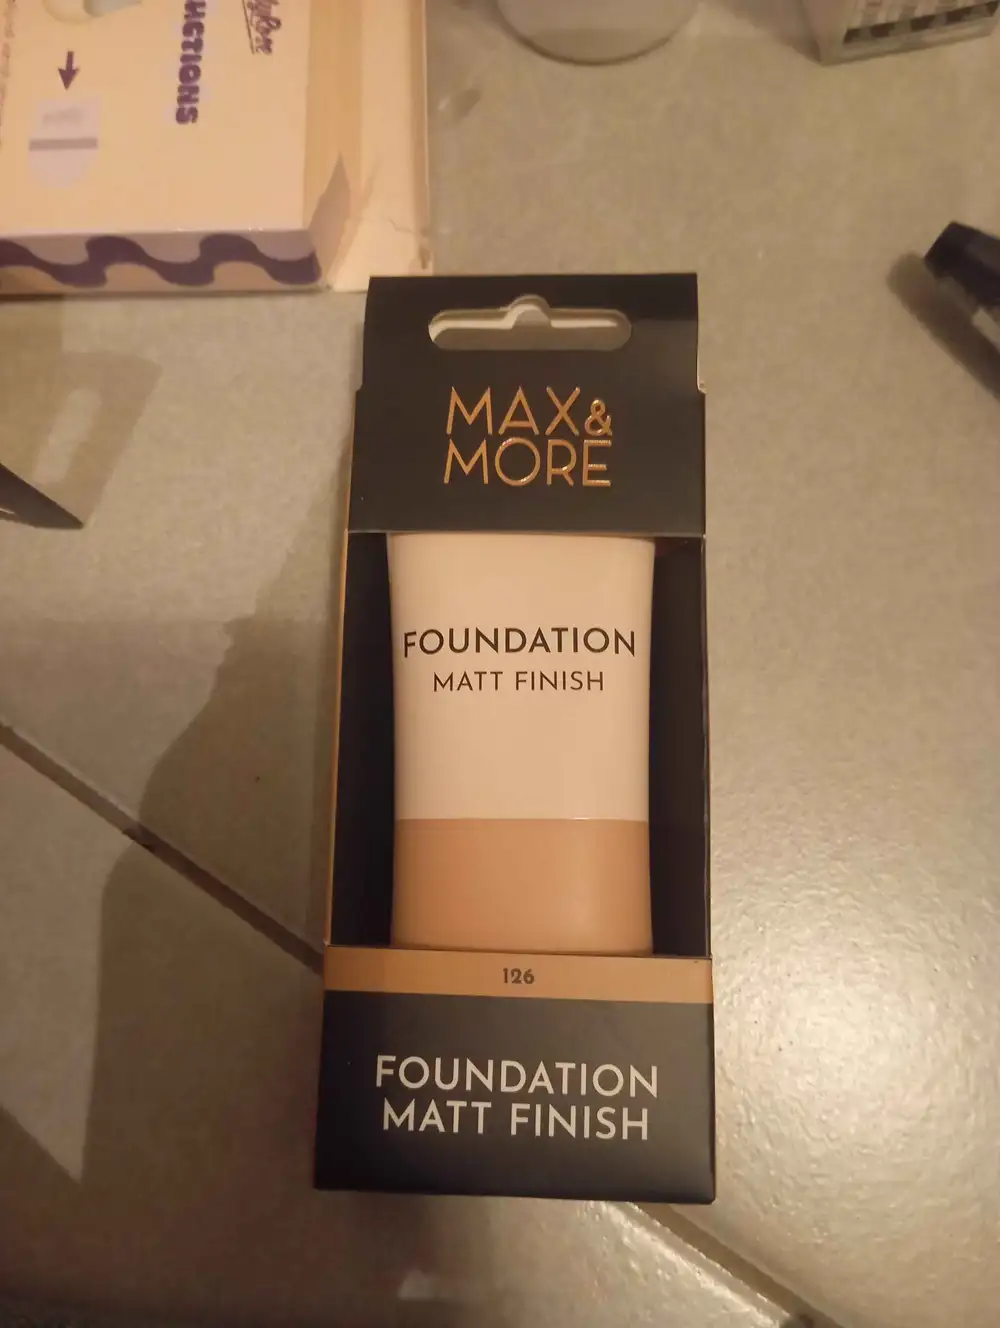 MAX&
MORE
FOUNDATION
MATT FINISH
126
FOUNDATION
MATT FINISH